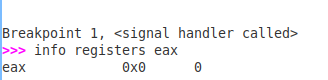 Breakpoint 1, <signal handler called>
>>> info registers eax
eax            0x0      0